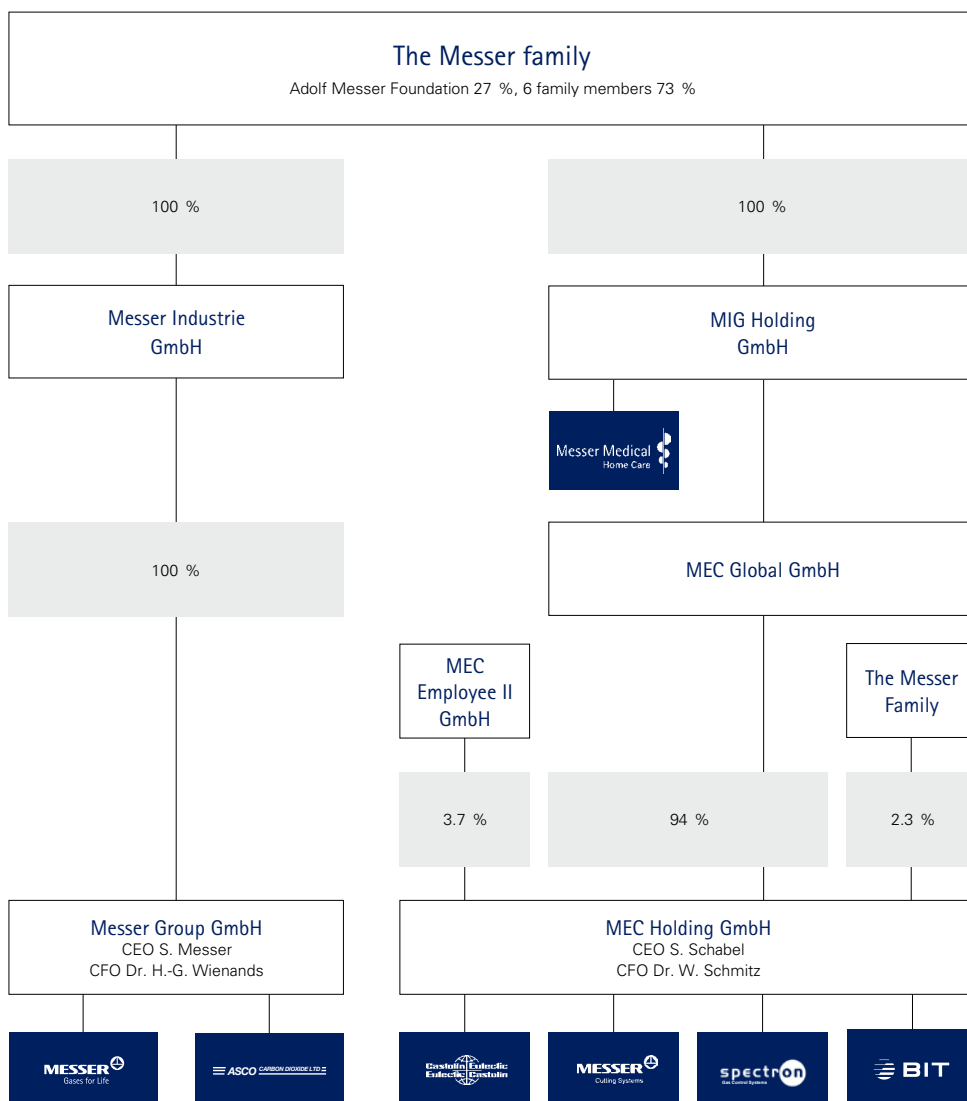 The Messer family
Adolf Messer Foundation 27 %, 6 family members 73 %
100 %
100 %
Messer Industrie
GmbH
MIG Holding
GmbH
Messer Medical
Home Care
100 %
MEC Global GmbH
MEC
Employee II
GmbH
The Messer
Family
3.7 %
94 %
2.3 %
Messer Group GmbH
CEO S. Messer
CFO Dr. H.-G. Wienands
MEC Holding GmbH
CEO S. Schabel
CFO Dr. W. Schmitz
MESSER
Gases for Life
ASCO CARBON DIOXIDE LTD
Castolin Eutectic
Eutectic Castolin
MESSER
Cutting Systems
spectron
Gas Control Systems
BIT